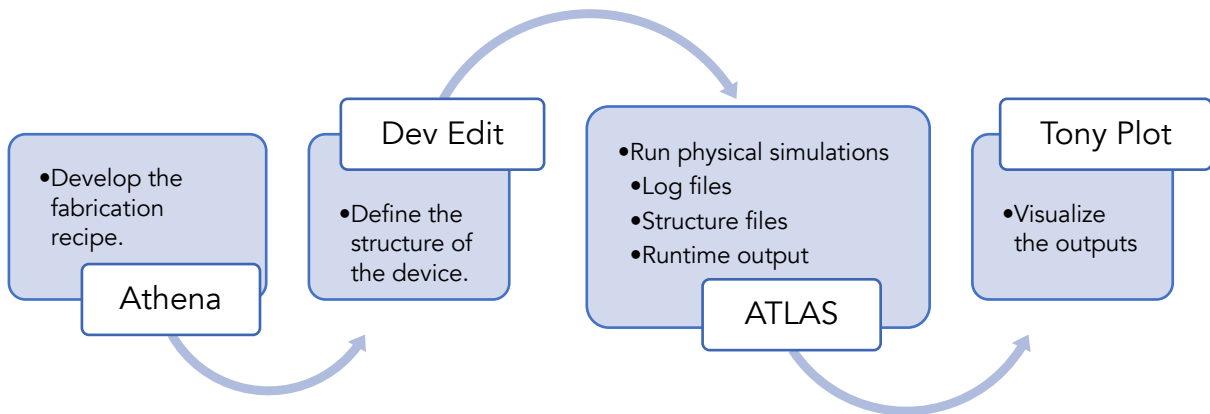 •Develop the
fabrication
recipe.
Athena
Dev Edit
•Define the
structure of
the device.
•Run physical simulations
•Log files
•Structure files
•Runtime output
ATLAS
Tony Plot
•Visualize
the outputs